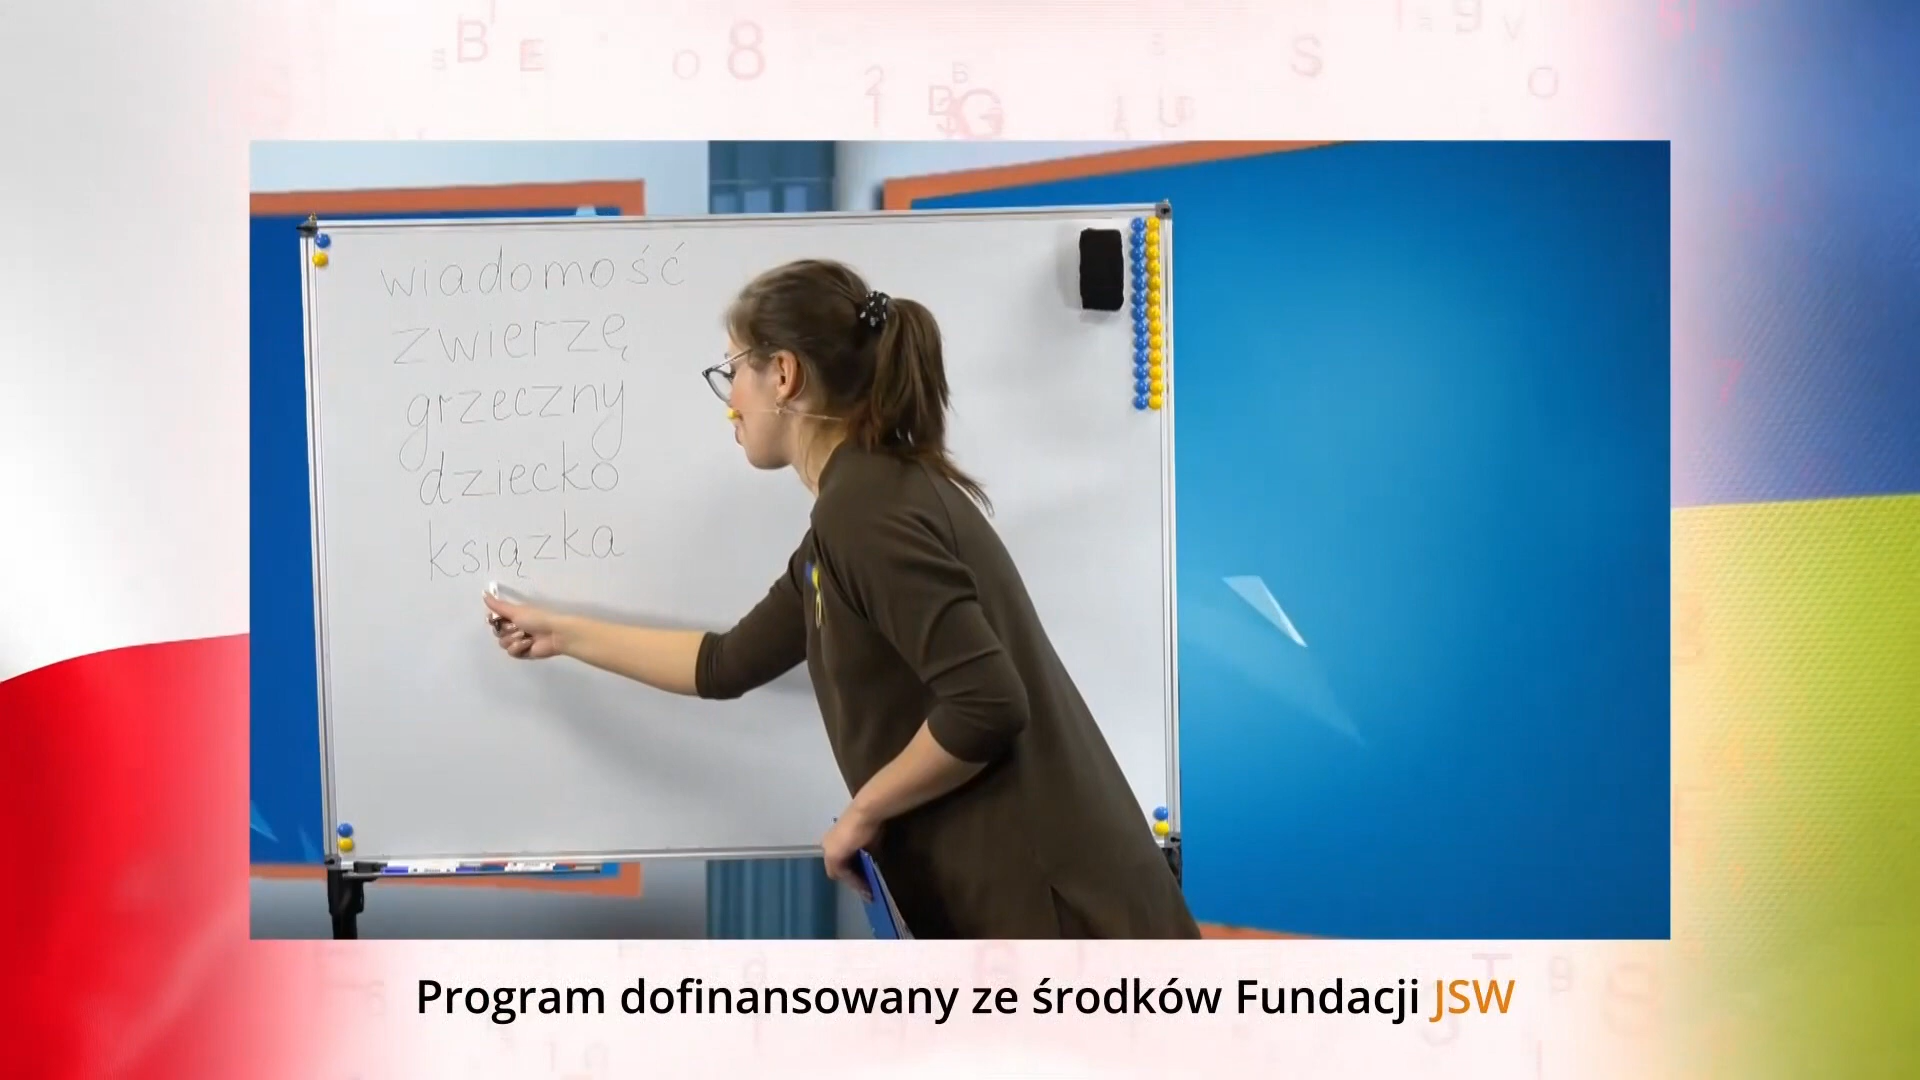 wiadomość
zwierzę
grzeczny
dziecko
książka
Program dofinansowany ze środków Fundacji JSW